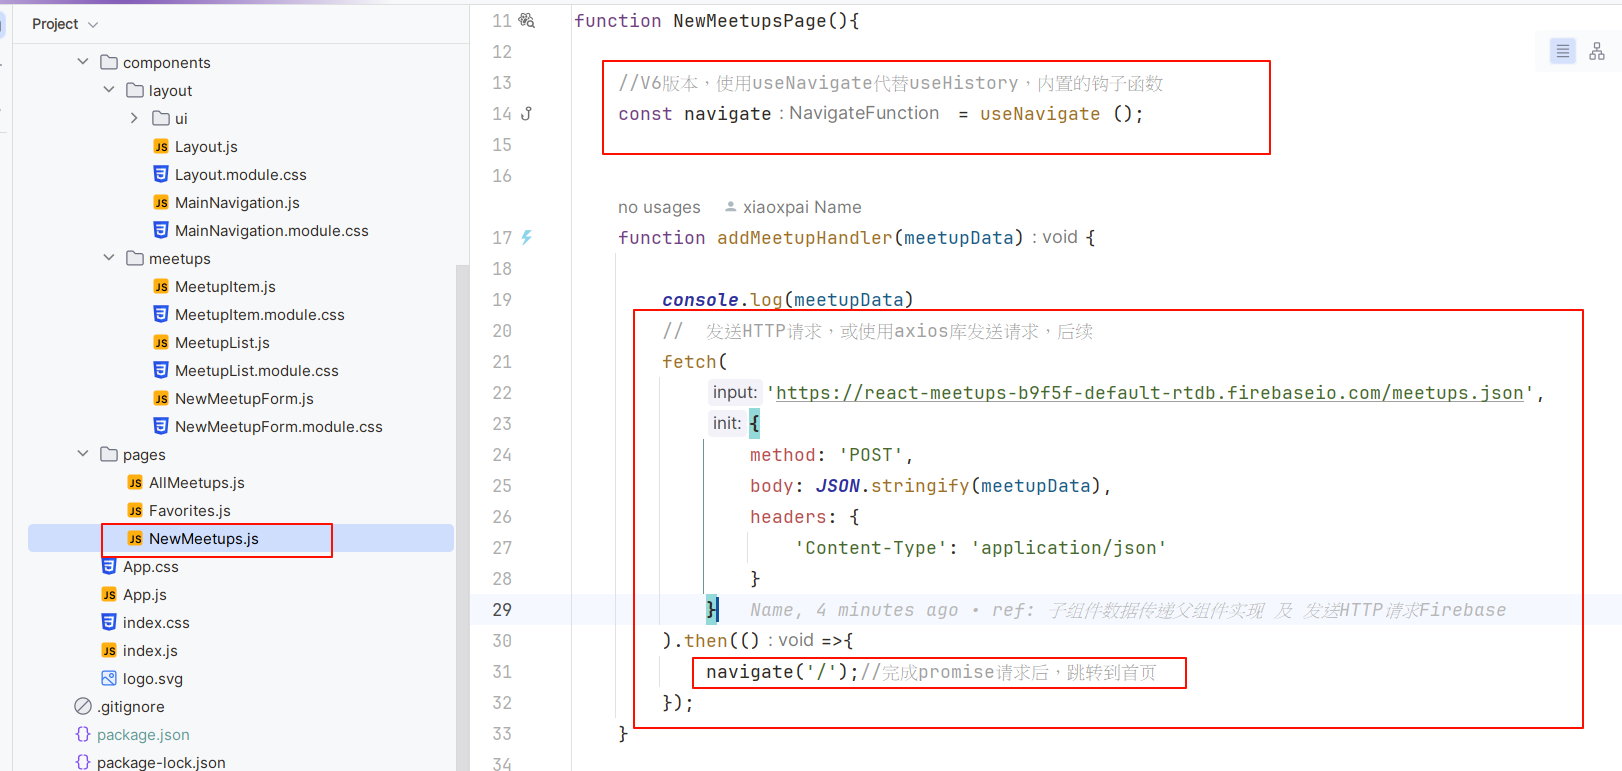 Project
components
layout
ui
Layout.js
Layout.module.css
MainNavigation.js
MainNavigation.module.css
meetups
MeetupItem.js
MeetupItem.module.css
MeetupList.js
MeetupList.module.css
NewMeetupForm.js
NewMeetupForm.module.css
pages
AllMeetups.js
Favorites.js
NewMeetups.js
App.css
App.js
index.css
index.js
logo.svg
.gitignore
package.json
package-lock.json
11 function NewMeetupsPage(){
12
13 //V6版本，使用useNavigate代替useHistory，内置的钩子函数
14 const navigate : NavigateFunction = useNavigate ();
15
16
no usages xiaoxpai Name
17 function addMeetupHandler(meetupData) : void {
18
19 console.log(meetupData)
20 // 发送HTTP请求，或使用axios库发送请求，后续
21 fetch(
22 input: 'https://react-meetups-b9f5f-default-rtdb.firebaseio.com/meetups.json',
23 init: {
24 method: 'POST',
25 body: JSON.stringify(meetupData),
26 headers: {
27 'Content-Type': 'application/json'
28 }
29 } Name, 4 minutes ago • ref: 子组件数据传递父组件实现 及 发送HTTP请求Firebase
30 ).then(() : void =>{
31 navigate('/');//完成promise请求后，跳转到首页
32 });
33 }
34